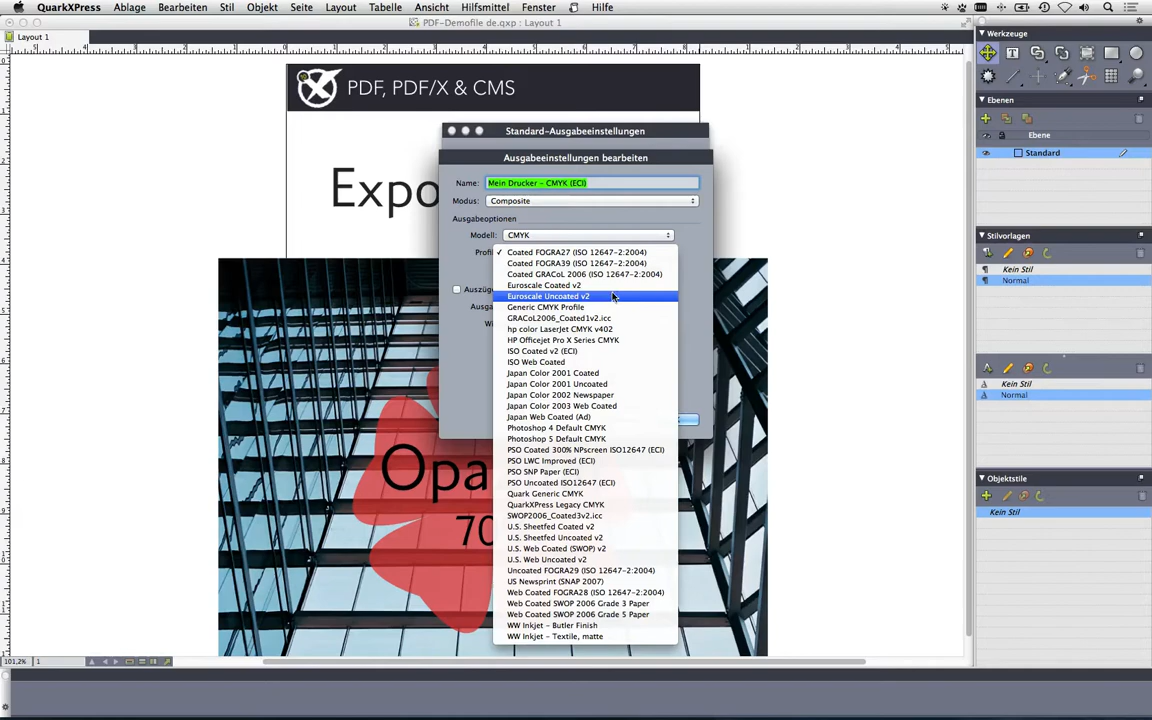 QuarkXPress Ablage Bearbeiten Stil Objekt Seite Layout Tabelle Ansicht Hilfsmittel Fenster Hilfe
PDF-Demofile de.qxp : Layout 1
Layout 1
PDF, PDF/X & CMS
Expo
Opa
70
Standard-Ausgabeeinstellungen
Ausgabeeinstellungen bearbeiten
Name: Mein Drucker – CMYK (ECI)
Modus: Composite
Ausgabeoptionen
Modell: CMYK
Profil
Auszüg
Ausga
Wi
✓ Coated FOGRA27 (ISO 12647-2:2004)
Coated FOGRA39 (ISO 12647-2:2004)
Coated GRACoL 2006 (ISO 12647-2:2004)
Euroscale Coated v2
Euroscale Uncoated v2
Generic CMYK Profile
GRACoL2006_Coated1v2.icc
hp color LaserJet CMYK v402
HP Officejet Pro X Series CMYK
ISO Coated v2 (ECI)
ISO Web Coated
Japan Color 2001 Coated
Japan Color 2001 Uncoated
Japan Color 2002 Newspaper
Japan Color 2003 Web Coated
Japan Web Coated (Ad)
Photoshop 4 Default CMYK
Photoshop 5 Default CMYK
PSO Coated 300% NPscreen ISO12647 (ECI)
PSO LWC Improved (ECI)
PSO SNP Paper (ECI)
PSO Uncoated ISO12647 (ECI)
Quark Generic CMYK
QuarkXPress Legacy CMYK
SWOP2006_Coated3v2.icc
U.S. Sheetfed Coated v2
U.S. Sheetfed Uncoated v2
U.S. Web Coated (SWOP) v2
U.S. Web Uncoated v2
Uncoated FOGRA29 (ISO 12647-2:2004)
US Newsprint (SNAP 2007)
Web Coated FOGRA28 (ISO 12647-2:2004)
Web Coated SWOP 2006 Grade 3 Paper
Web Coated SWOP 2006 Grade 5 Paper
WW Inkjet – Butler Finish
WW Inkjet – Textile, matte
Werkzeuge
Ebenen
Ebene
Standard
Stilvorlagen
Kein Stil
Normal
Kein Stil
Normal
Objektstile
Kein Stil
101,2% 1